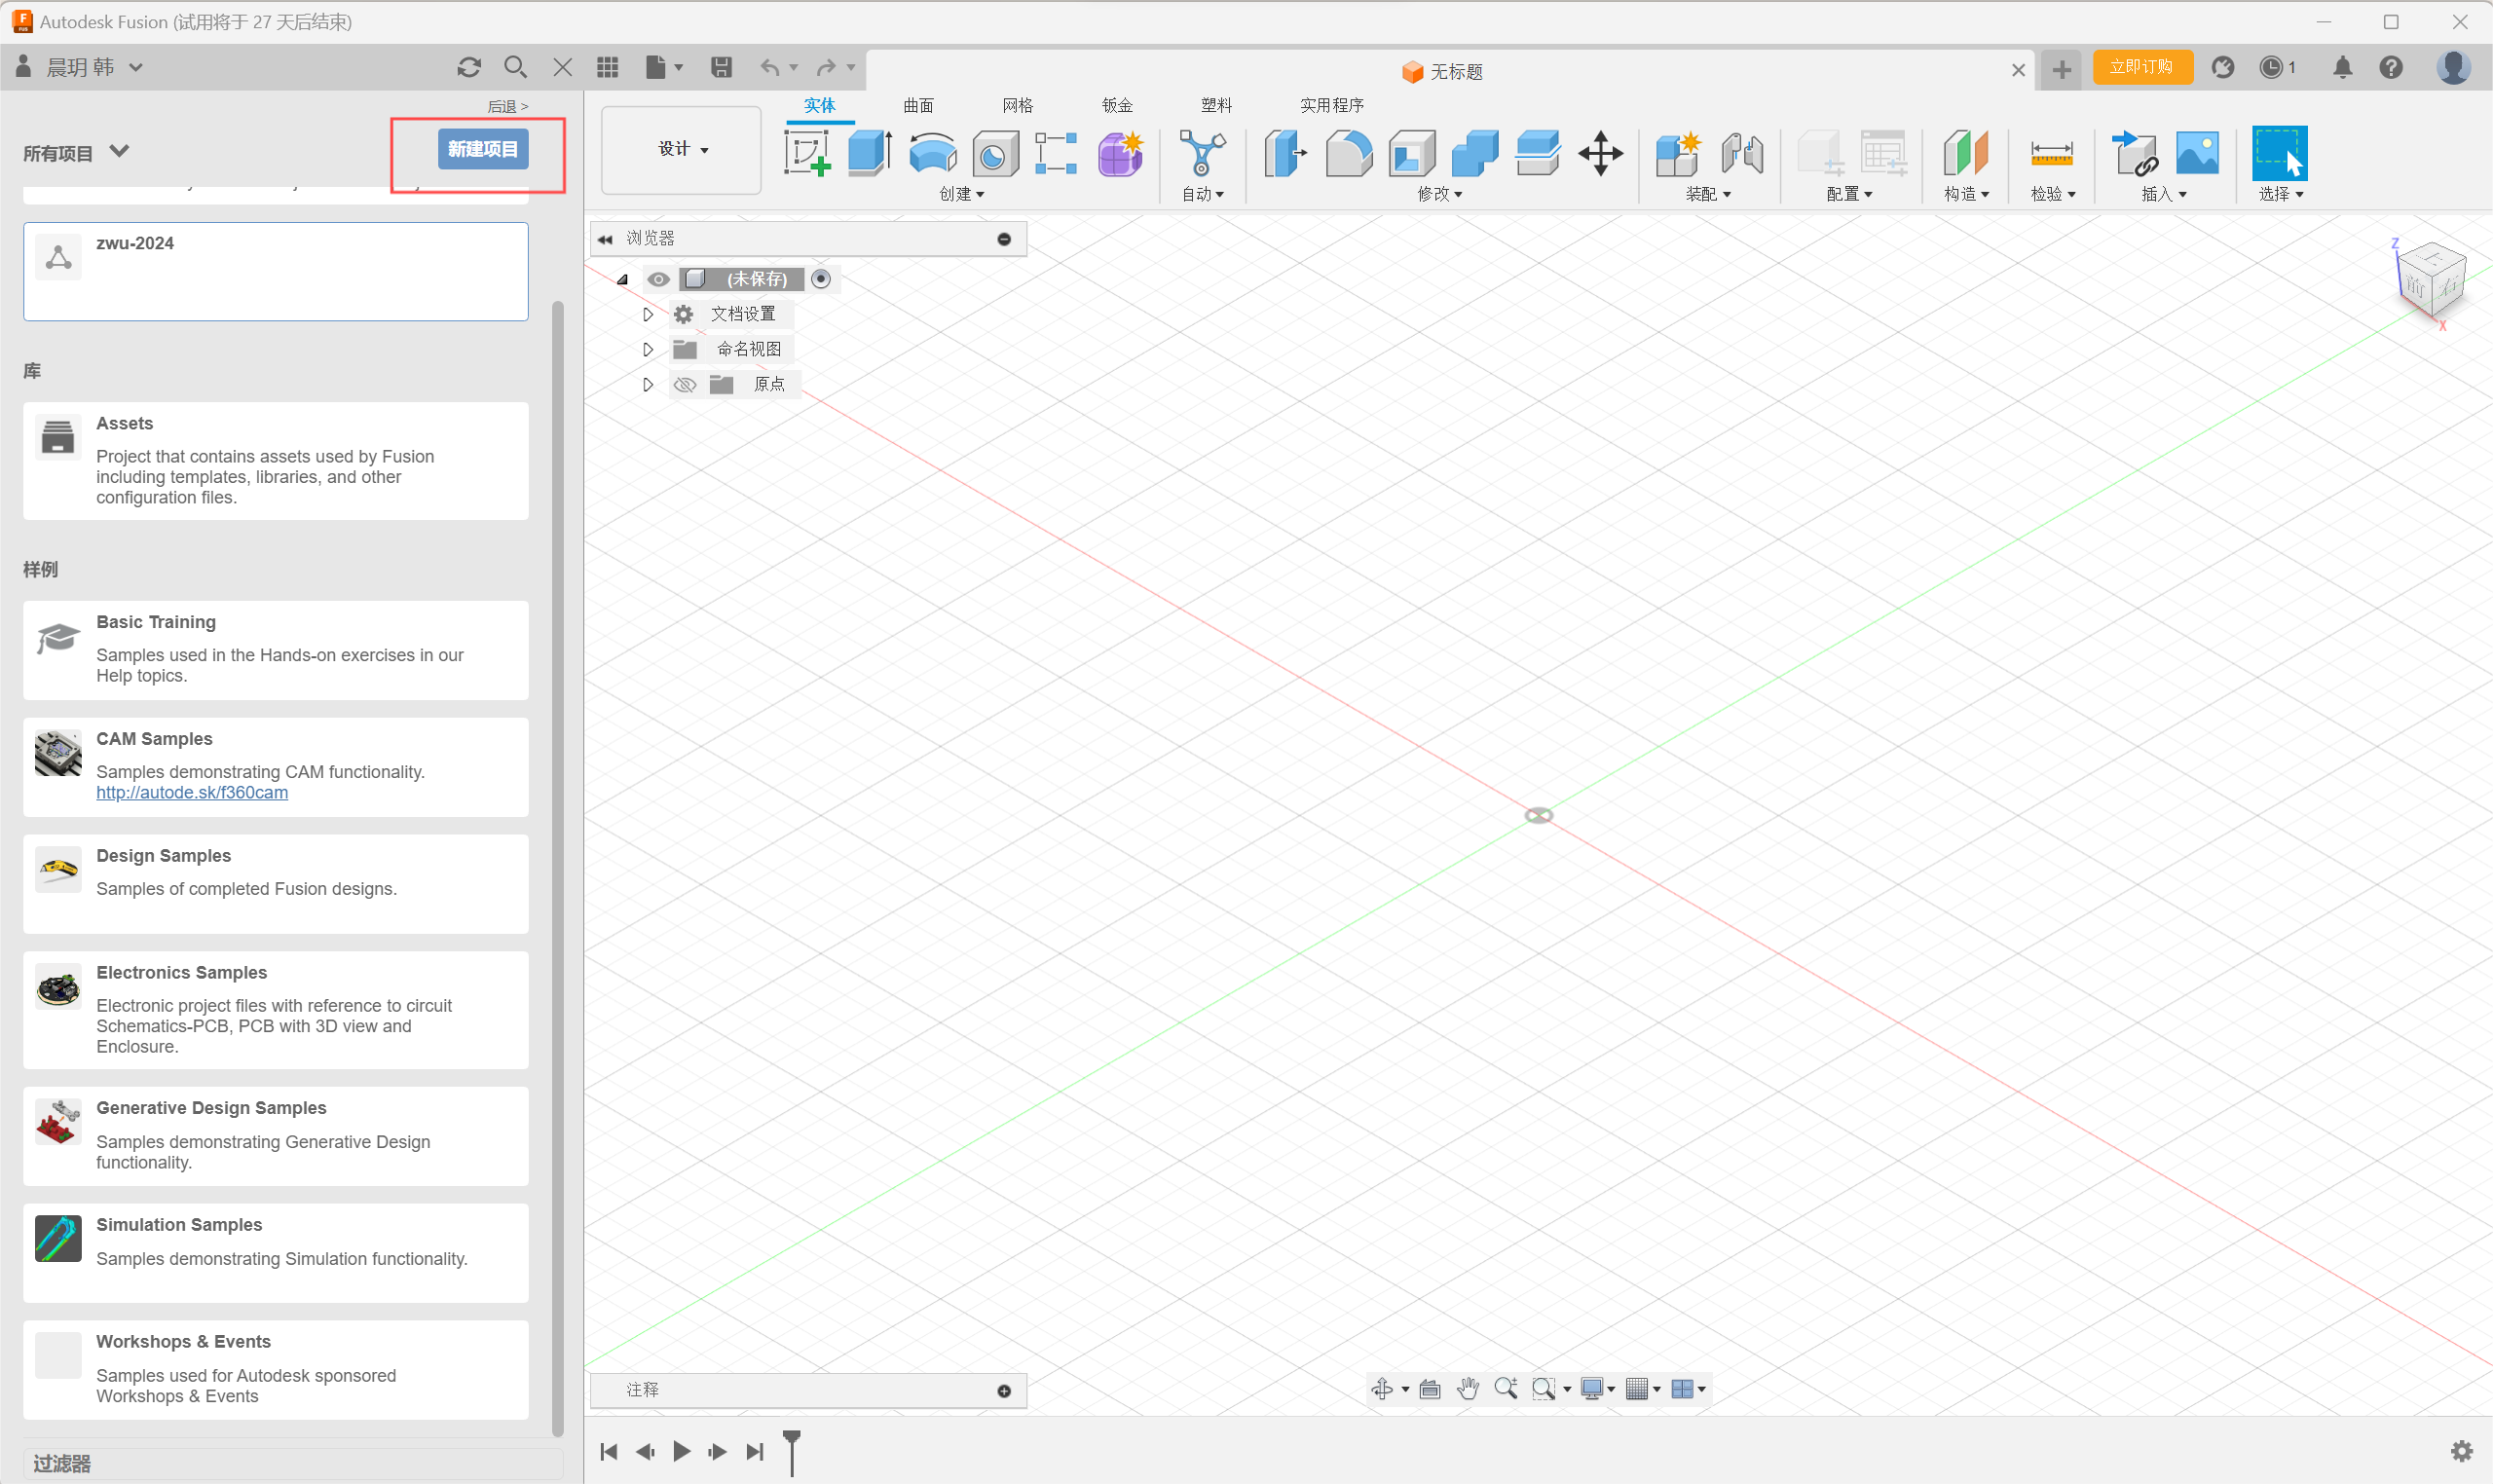 Autodesk Fusion (试用将于 27 天后结束)
晨玥 韩
无标题
立即订购
1
后退 >
所有项目
新建项目
zwu-2024
库
Assets
Project that contains assets used by Fusion
including templates, libraries, and other
configuration files.
样例
Basic Training
Samples used in the Hands-on exercises in our
Help topics.
CAM Samples
Samples demonstrating CAM functionality.
http://autode.sk/f360cam
Design Samples
Samples of completed Fusion designs.
Electronics Samples
Electronic project files with reference to circuit
Schematics-PCB, PCB with 3D view and
Enclosure.
Generative Design Samples
Samples demonstrating Generative Design
functionality.
Simulation Samples
Samples demonstrating Simulation functionality.
Workshops & Events
Samples used for Autodesk sponsored
Workshops & Events
过滤器
设计
实体 曲面 网格 钣金 塑料 实用程序
创建 自动 修改 装配 配置 构造 检验 插入 选择
浏览器
(未保存)
文档设置
命名视图
原点
Z
上
前 右
X
注释